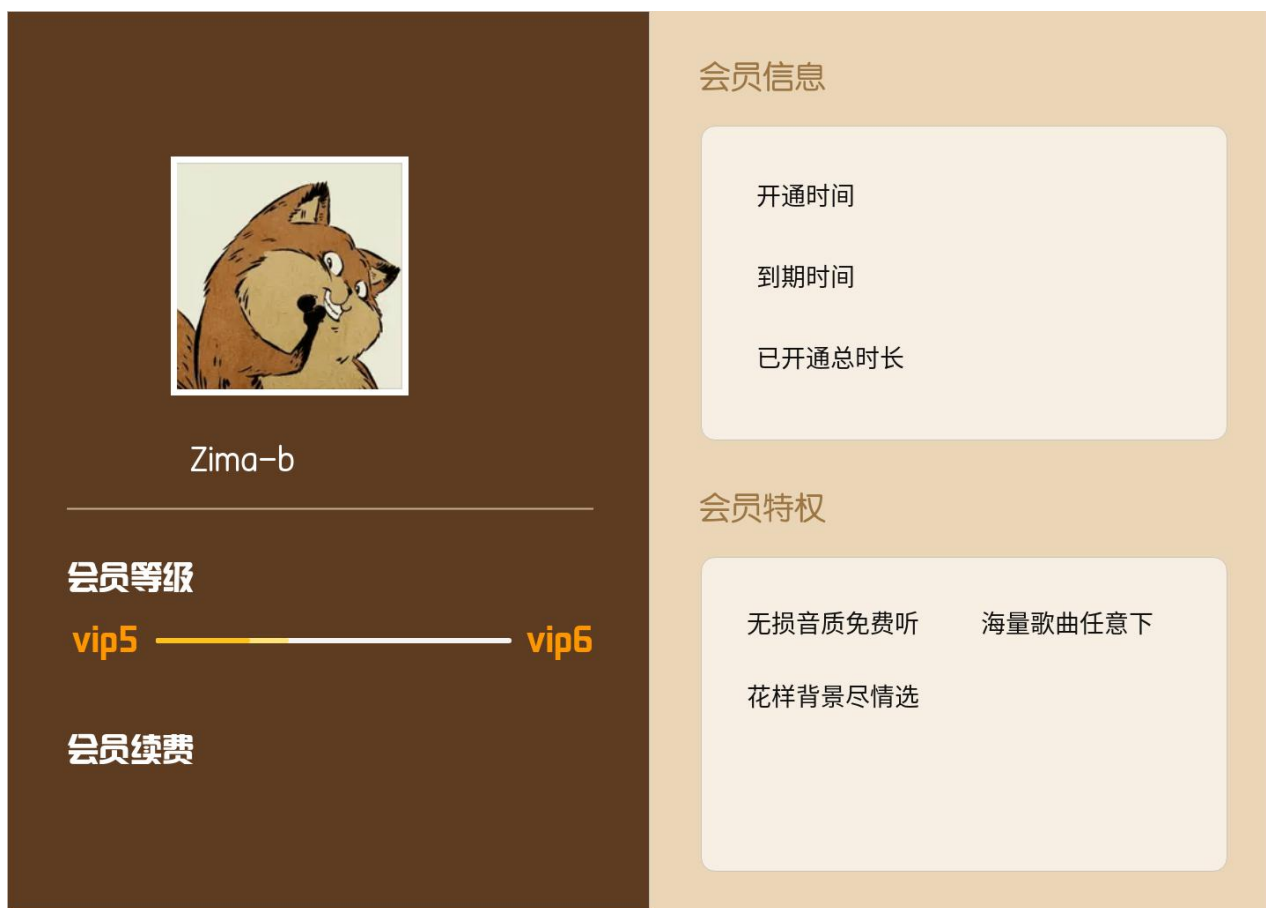 Zima-b
会员等级
vip5 vip6
会员续费
会员信息
开通时间
到期时间
已开通总时长
会员特权
无损音质免费听 海量歌曲任意下
花样背景尽情选